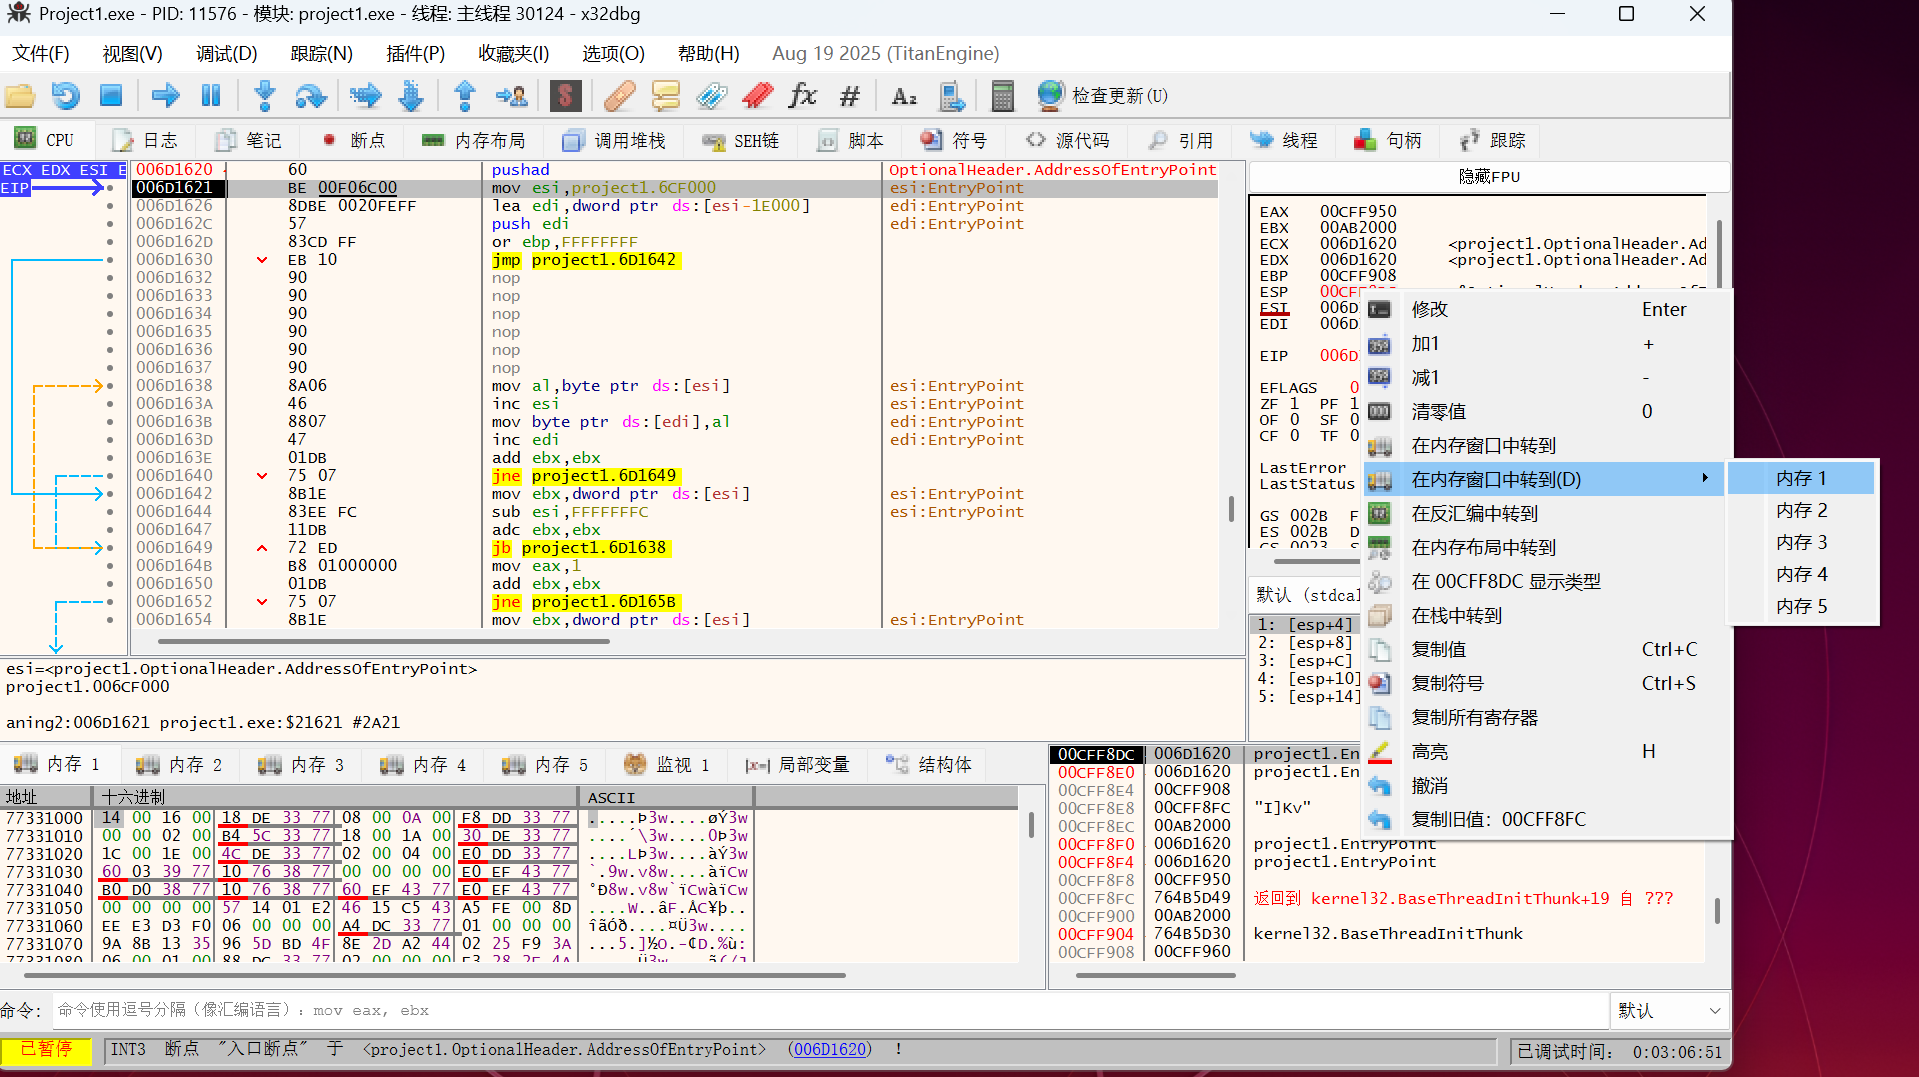 Project1.exe - PID: 11576 - 模块: project1.exe - 线程: 主线程 30124 - x32dbg
文件(F) 视图(V) 调试(D) 跟踪(N) 插件(P) 收藏夹(I) 选项(O) 帮助(H) Aug 19 2025 (TitanEngine)
检查更新(U)
CPU 日志 笔记 断点 内存布局 调用堆栈 SEH链 脚本 符号 源代码 引用 线程 句柄 跟踪
ECX EDX ESI E
EIP
006D1620 60 pushad OptionalHeader.AddressOfEntryPoint
006D1621 BE 00F06C00 mov esi,project1.6CF000 esi:EntryPoint
006D1626 8DBE 0020FEFF lea edi,dword ptr ds:[esi-1E000] edi:EntryPoint
006D162C 57 push edi edi:EntryPoint
006D162D 83CD FF or ebp,FFFFFFFF
006D1630 EB 10 jmp project1.6D1642
006D1632 90 nop
006D1633 90 nop
006D1634 90 nop
006D1635 90 nop
006D1636 90 nop
006D1637 90 nop
006D1638 8A06 mov al,byte ptr ds:[esi] esi:EntryPoint
006D163A 46 inc esi esi:EntryPoint
006D163B 8807 mov byte ptr ds:[edi],al edi:EntryPoint
006D163D 47 inc edi edi:EntryPoint
006D163E 01DB add ebx,ebx
006D1640 75 07 jne project1.6D1649
006D1642 8B1E mov ebx,dword ptr ds:[esi] esi:EntryPoint
006D1644 83EE FC sub esi,FFFFFFFC esi:EntryPoint
006D1647 11DB adc ebx,ebx
006D1649 72 ED jb project1.6D1638
006D164B B8 01000000 mov eax,1
006D1650 01DB add ebx,ebx
006D1652 75 07 jne project1.6D165B
006D1654 8B1E mov ebx,dword ptr ds:[esi] esi:EntryPoint
隐藏FPU
EAX 00CFF950
EBX 00AB2000
ECX 006D1620 <project1.OptionalHeader.Ad
EDX 006D1620 <project1.OptionalHeader.Ad
EBP 00CFF908
ESP
ESI 006D
EDI 006D
EIP 006D
EFLAGS 0
ZF 1 PF 1
OF 0 SF 0
CF 0 TF 0
LastError
LastStatus
GS 002B F
ES 002B D
CS 0023 S
修改 Enter
加1 +
减1 -
清零值 0
在内存窗口中转到
在内存窗口中转到(D)
在反汇编中转到
在内存布局中转到
在 00CFF8DC 显示类型
在栈中转到
复制值 Ctrl+C
复制符号 Ctrl+S
复制所有寄存器
高亮 H
撤消
复制旧值: 00CFF8FC
内存 1
内存 2
内存 3
内存 4
内存 5
默认 (stdcal
1: [esp+4]
2: [esp+8]
3: [esp+C]
4: [esp+10]
5: [esp+14]
esi=<project1.OptionalHeader.AddressOfEntryPoint>
project1.006CF000
aning2:006D1621 project1.exe:$21621 #2A21
内存 1 内存 2 内存 3 内存 4 内存 5 监视 1 局部变量 结构体
地址 十六进制 ASCII
77331000 14 00 16 00 18 DE 33 77 08 00 0A 00 F8 DD 33 77 .....Þ3w....øÝ3w
77331010 00 00 02 00 B4 5C 33 77 18 00 1A 00 30 DE 33 77 ....´\3w....0Þ3w
77331020 1C 00 1E 00 4C DE 33 77 02 00 04 00 E0 DD 33 77 ....LÞ3w....àÝ3w
77331030 60 03 39 77 10 76 38 77 00 00 00 00 E0 EF 43 77 `.9w.v8w....àïCw
77331040 B0 D0 38 77 10 76 38 77 60 EF 43 77 E0 EF 43 77 °Ð8w.v8w`ïCwàïCw
77331050 00 00 00 00 57 14 01 E2 46 15 C5 43 A5 FE 00 8D ....W..âF.ÅC¥þ..
77331060 EE E3 D3 F0 06 00 00 00 A4 DC 33 77 01 00 00 00 îãÓð....¤Ü3w....
77331070 9A 8B 13 35 96 5D BD 4F 8E 2D A2 44 02 25 F9 3A ...5.]½O.-¢D.%ù:
77331080 06 00 01 00 88 DC 33 77 02 00 00 00 E3 28 2F 4A .....Ü3w....ã(/J
00CFF8DC 006D1620 project1.En
00CFF8E0 006D1620 project1.En
00CFF8E4 00CFF908
00CFF8E8 00CFF8FC "I]Kv"
00CFF8EC 00AB2000
00CFF8F0 006D1620 project1.EntryPoint
00CFF8F4 006D1620 project1.EntryPoint
00CFF8F8 00CFF950
00CFF8FC 764B5D49 返回到 kernel32.BaseThreadInitThunk+19 自 ???
00CFF900 00AB2000
00CFF904 764B5D30 kernel32.BaseThreadInitThunk
00CFF908 00CFF960
命令: 命令使用逗号分隔（像汇编语言）: mov eax, ebx 默认
已暂停 INT3 断点 "入口断点" 于 <project1.OptionalHeader.AddressOfEntryPoint> (006D1620) ! 已调试时间: 0:03:06:51